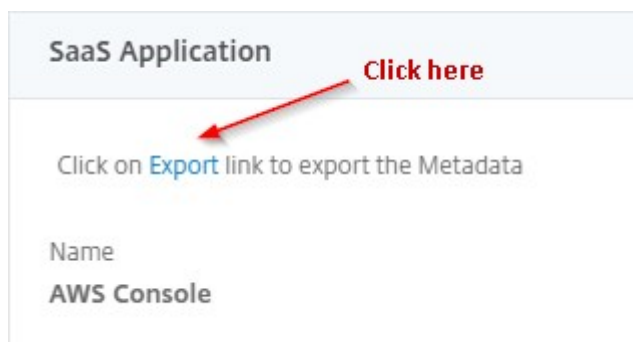 SaaS Application
Click here
Click on Export link to export the Metadata
Name
AWS Console